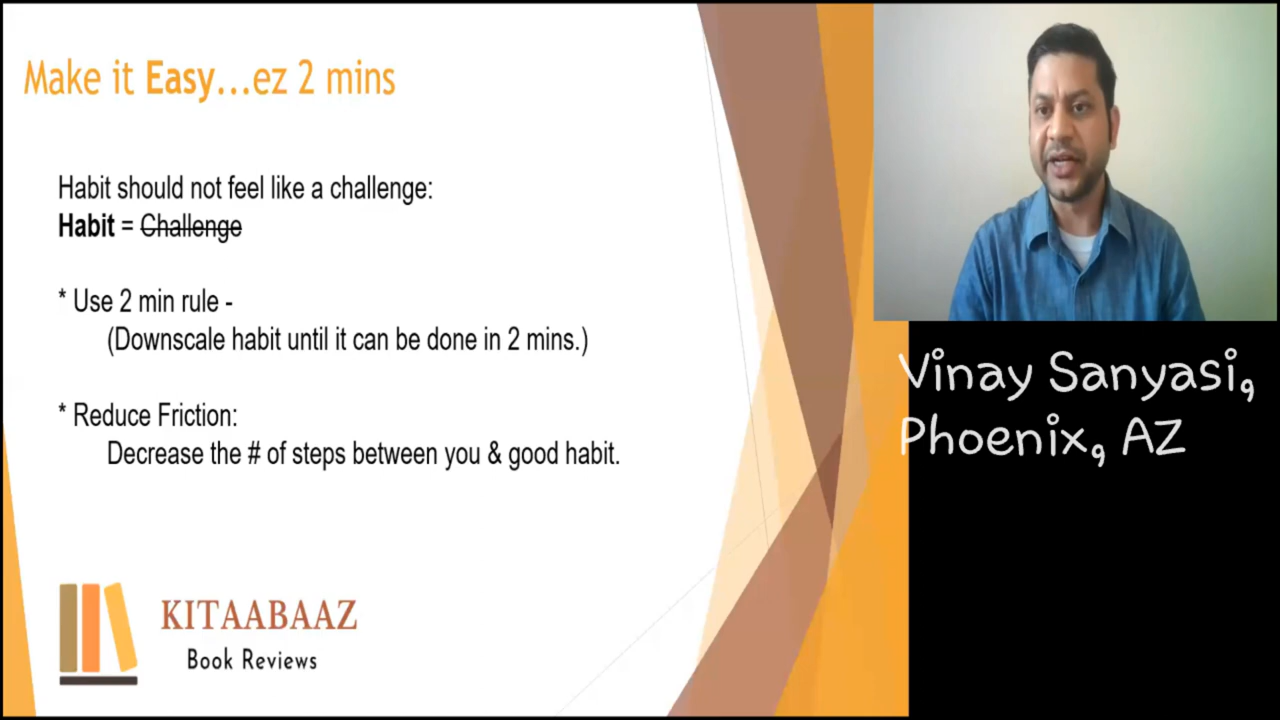 Make it Easy...ez 2 mins
Habit should not feel like a challenge:
Habit = Challenge
* Use 2 min rule -
(Downscale habit until it can be done in 2 mins.)
* Reduce Friction:
Decrease the # of steps between you & good habit.
KITAABAAZ
Book Reviews
Vinay Sanyasi,
Phoenix, AZ